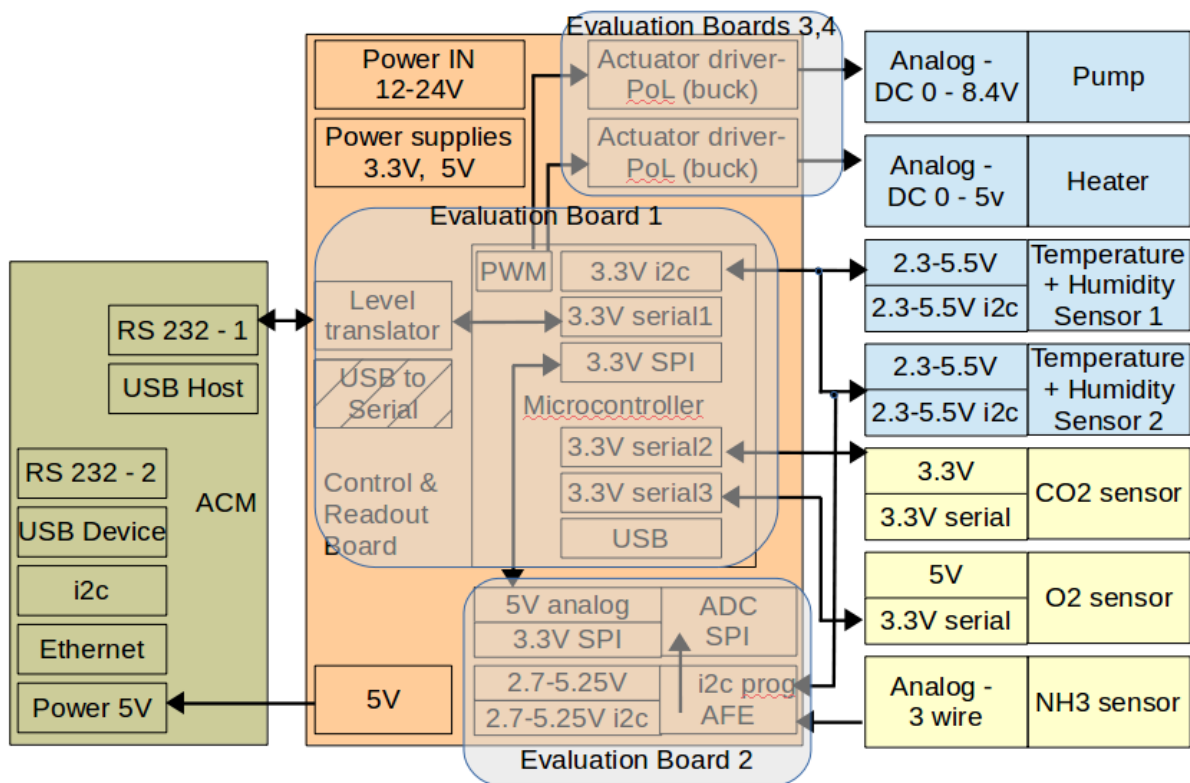 Evaluation Boards 3,4
Power IN
12-24V
Power supplies
3.3V, 5V
Actuator driver-
PoL (buck)
Actuator driver-
PoL (buck)
Analog -
DC 0 - 8.4V
Pump
Analog -
DC 0 - 5v
Heater
Evaluation Board 1
PWM
3.3V i2c
Level
translator
3.3V serial1
USB to
Serial
3.3V SPI
Microcontroller
3.3V serial2
3.3V serial3
USB
Control &
Readout
Board
2.3-5.5V
2.3-5.5V i2c
Temperature
+ Humidity
Sensor 1
2.3-5.5V
2.3-5.5V i2c
Temperature
+ Humidity
Sensor 2
3.3V
3.3V serial
CO2 sensor
5V
3.3V serial
O2 sensor
Analog -
3 wire
NH3 sensor
RS 232 - 1
USB Host
RS 232 - 2
ACM
USB Device
i2c
Ethernet
Power 5V
5V
5V analog
3.3V SPI
ADC
SPI
2.7-5.25V
2.7-5.25V i2c
i2c prog
AFE
Evaluation Board 2